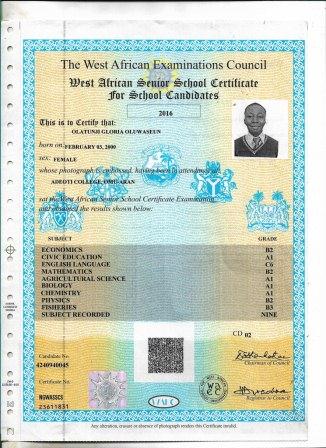 The West African Examinations Council
West African Senior School Certificate
For School Candidates
2016
This is to Certify that:
OLATUNJI GLORIA OLUWASEUN
born on FEBRUARY 03, 2000
sex: FEMALE
whose photograph is embossed, having been in attendance at
ADEOTI COLLEGE, OMU-ARAN
sat the West African Senior School Certificate Examination
and obtained the results shown below:
SUBJECT GRADE
ECONOMICS B2
CIVIC EDUCATION A1
ENGLISH LANGUAGE C6
MATHEMATICS B2
AGRICULTURAL SCIENCE A1
BIOLOGY A1
CHEMISTRY A1
PHYSICS B2
FISHERIES B3
SUBJECT RECORDED NINE
CD 02
Candidate No.
4240940045
Chairman of Council
Certificate No.
NGWASSCS
23611831
Registrar to Council
Any alteration, erasure or absence of photograph renders this Certificate invalid.